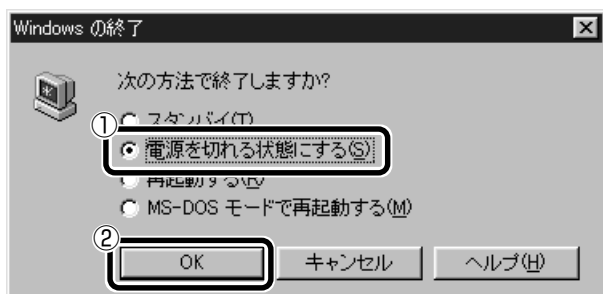 Windows の終了
次の方法で終了しますか?
①
スタンバイ(T)
電源を切れる状態にする(S)
再起動する(R)
MS-DOS モードで再起動する(M)
②
OK キャンセル ヘルプ(H)